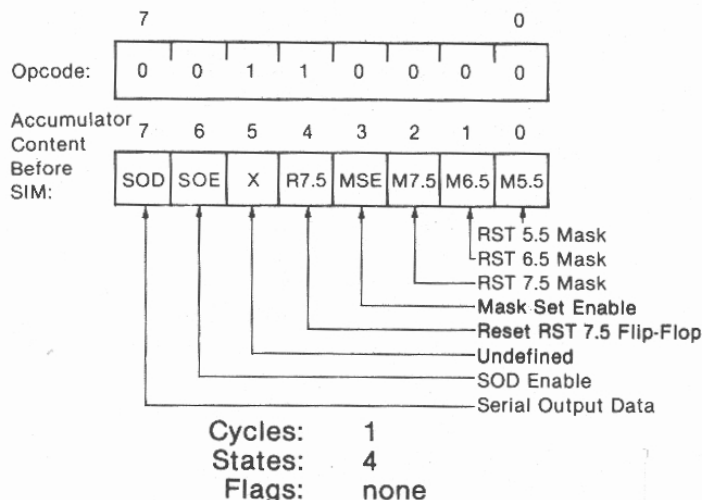 7 0
Opcode: 0 0 1 1 0 0 0 0
Accumulator
Content
Before
SIM:
7 6 5 4 3 2 1 0
SOD SOE X R7.5 MSE M7.5 M6.5 M5.5
RST 5.5 Mask
RST 6.5 Mask
RST 7.5 Mask
Mask Set Enable
Reset RST 7.5 Flip-Flop
Undefined
SOD Enable
Serial Output Data
Cycles: 1
States: 4
Flags: none